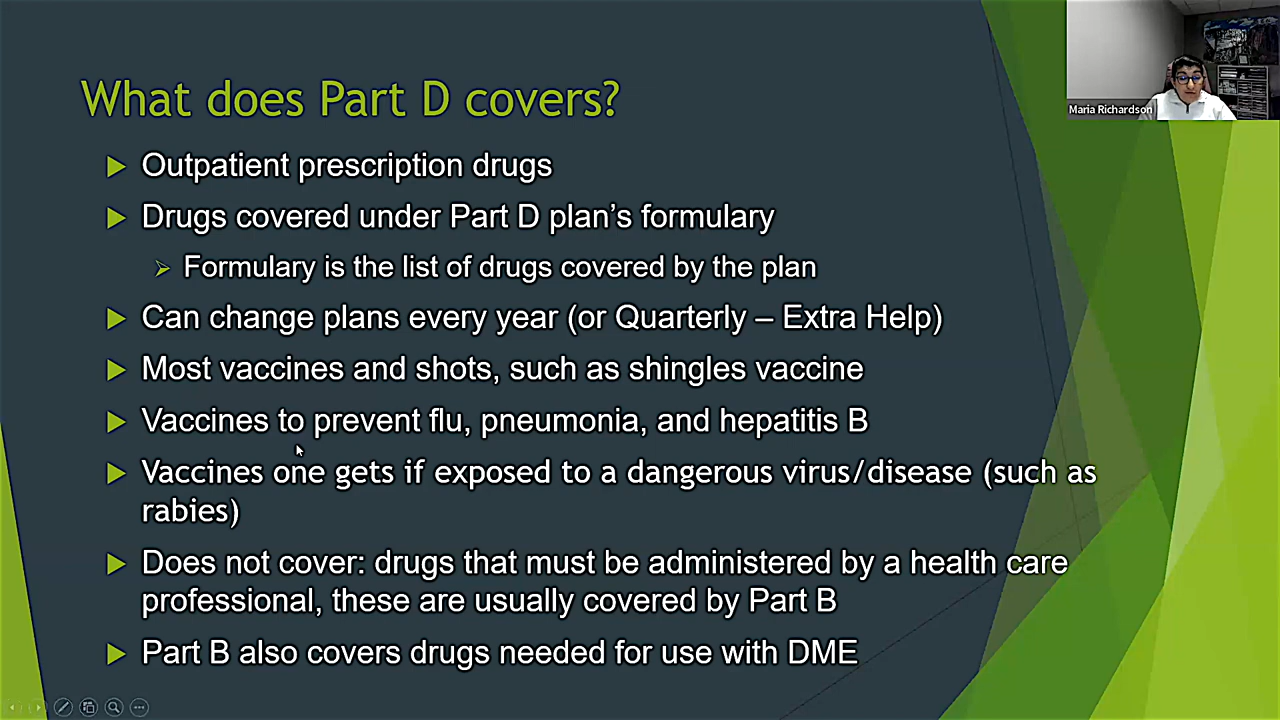 What does Part D covers?
Maria Richardson
Outpatient prescription drugs
Drugs covered under Part D plan’s formulary
Formulary is the list of drugs covered by the plan
Can change plans every year (or Quarterly – Extra Help)
Most vaccines and shots, such as shingles vaccine
Vaccines to prevent flu, pneumonia, and hepatitis B
Vaccines one gets if exposed to a dangerous virus/disease (such as
rabies)
Does not cover: drugs that must be administered by a health care
professional, these are usually covered by Part B
Part B also covers drugs needed for use with DME